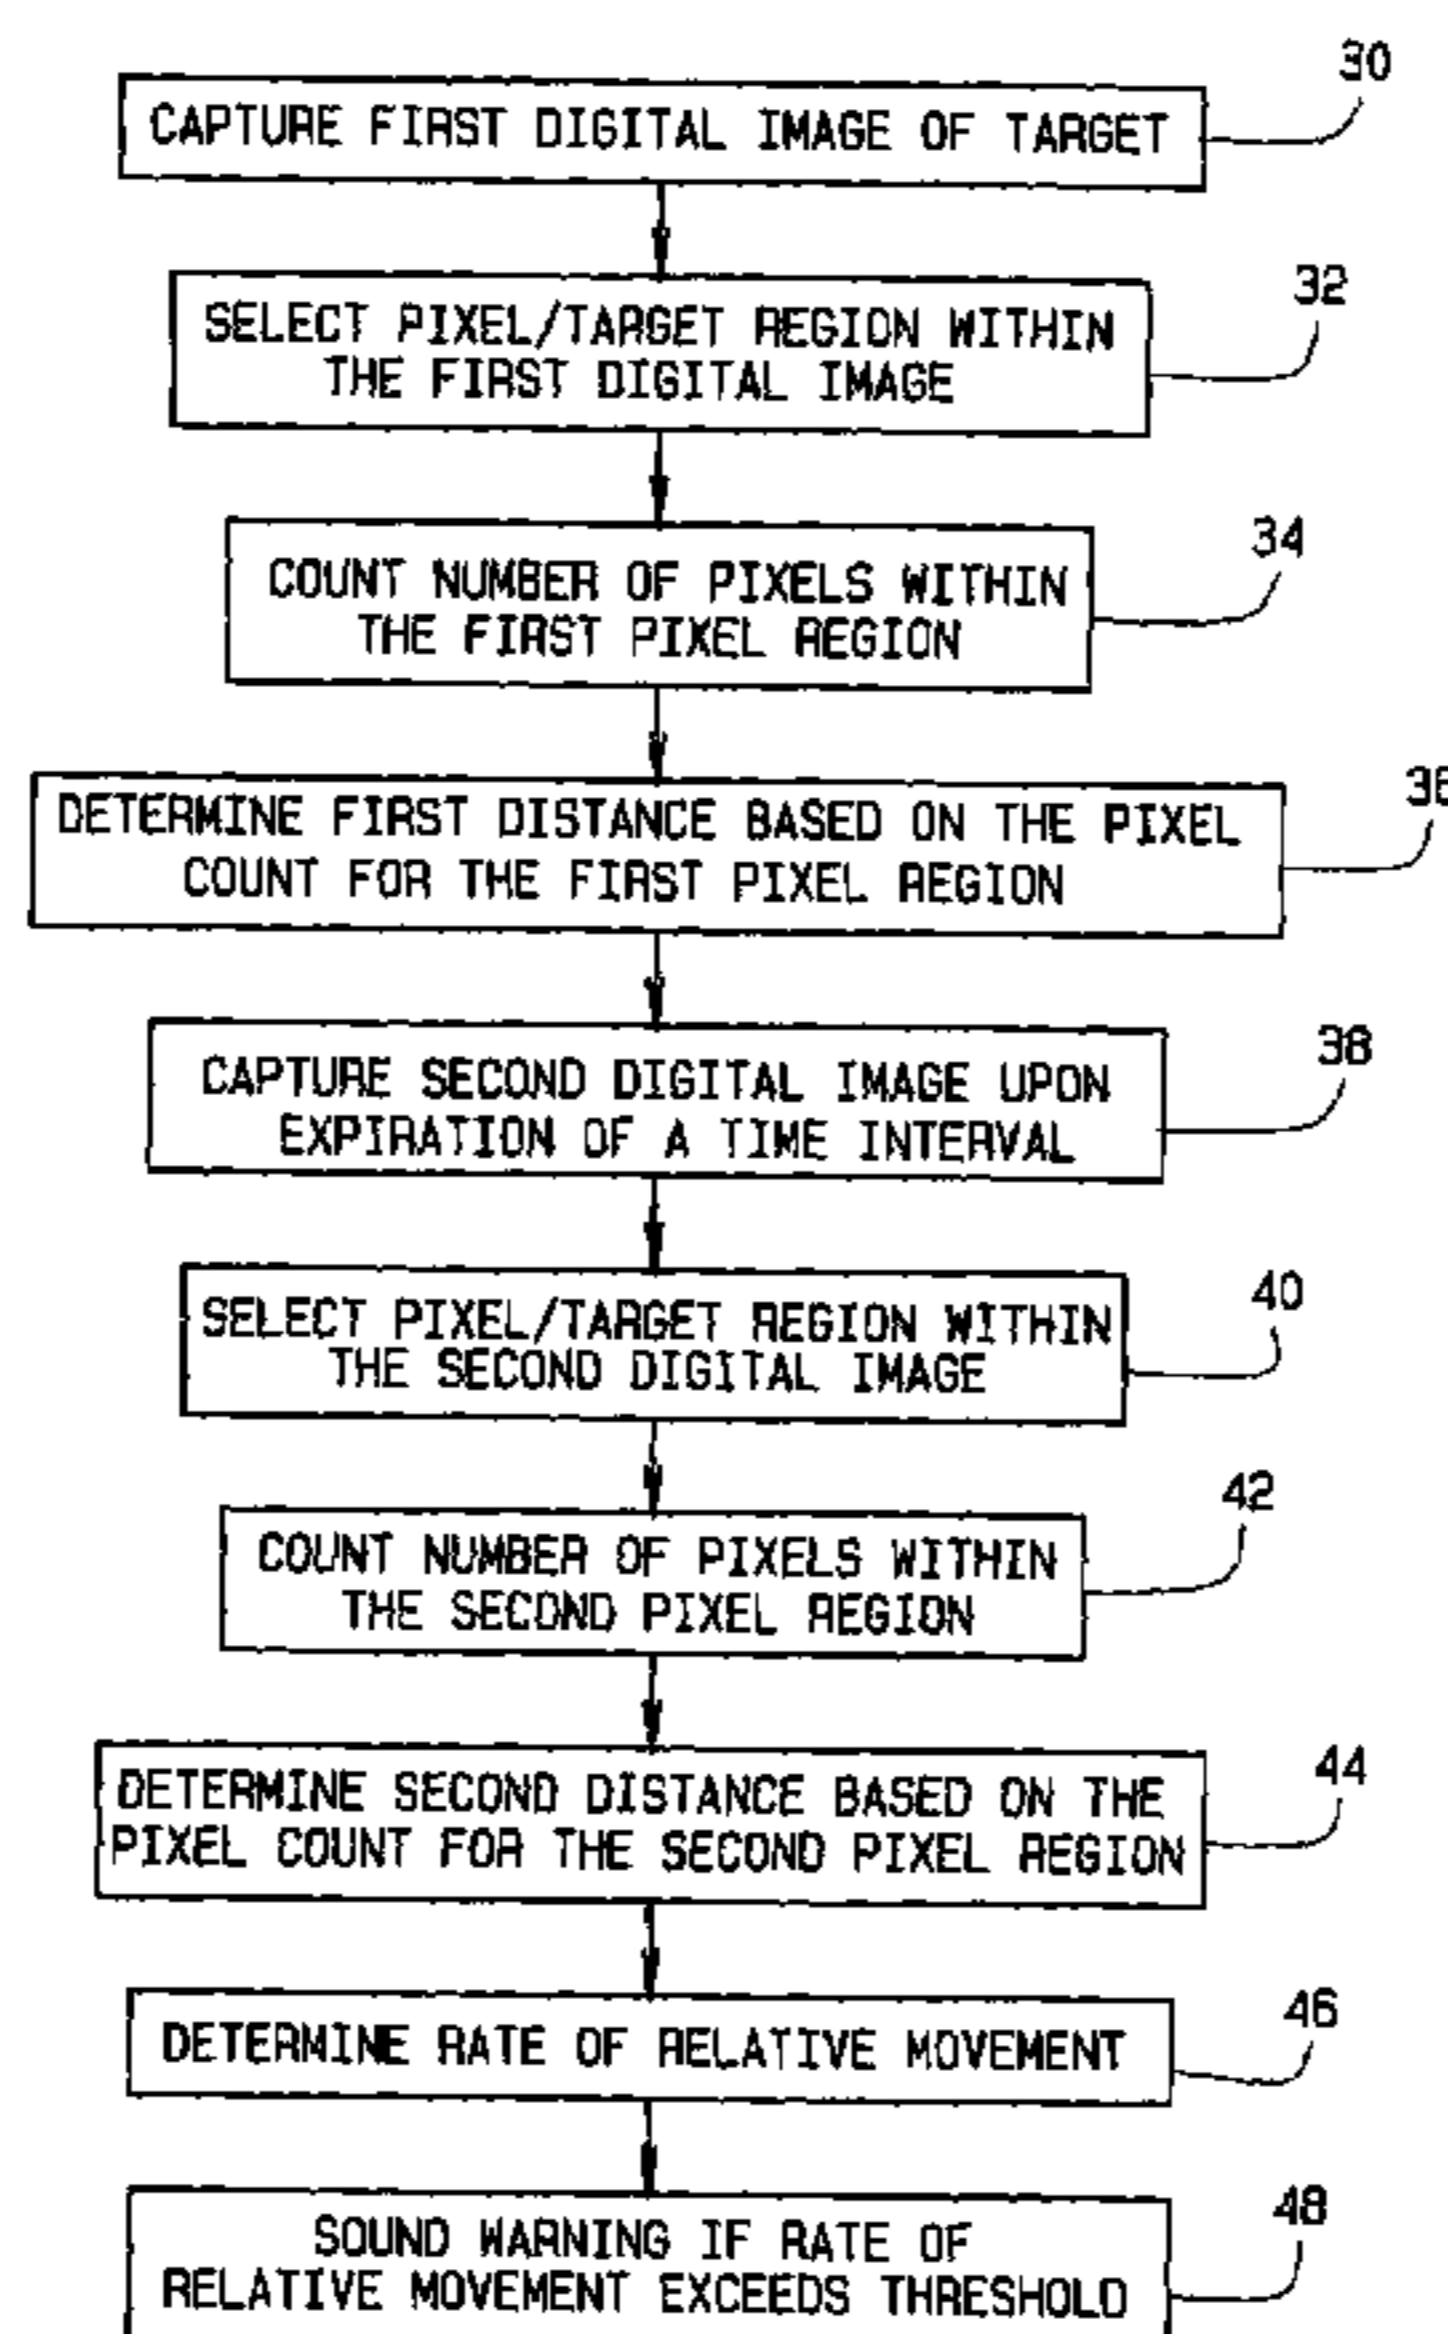 30
CAPTURE FIRST DIGITAL IMAGE OF TARGET
32
SELECT PIXEL/TARGET REGION WITHIN
THE FIRST DIGITAL IMAGE
34
COUNT NUMBER OF PIXELS WITHIN
THE FIRST PIXEL REGION
36
DETERMINE FIRST DISTANCE BASED ON THE PIXEL
COUNT FOR THE FIRST PIXEL REGION
38
CAPTURE SECOND DIGITAL IMAGE UPON
EXPIRATION OF A TIME INTERVAL
40
SELECT PIXEL/TARGET REGION WITHIN
THE SECOND DIGITAL IMAGE
42
COUNT NUMBER OF PIXELS WITHIN
THE SECOND PIXEL REGION
44
DETERMINE SECOND DISTANCE BASED ON THE
PIXEL COUNT FOR THE SECOND PIXEL REGION
46
DETERMINE RATE OF RELATIVE MOVEMENT
48
SOUND WARNING IF RATE OF
RELATIVE MOVEMENT EXCEEDS THRESHOLD